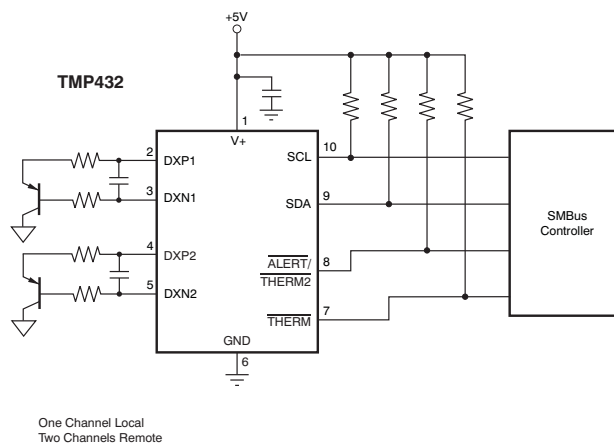 +5V
TMP432
1
V+
2
DXP1
3
DXN1
4
DXP2
5
DXN2
10
SCL
9
SDA
8
ALERT/
THERM2
7
THERM
GND
6
SMBus
Controller
One Channel Local
Two Channels Remote